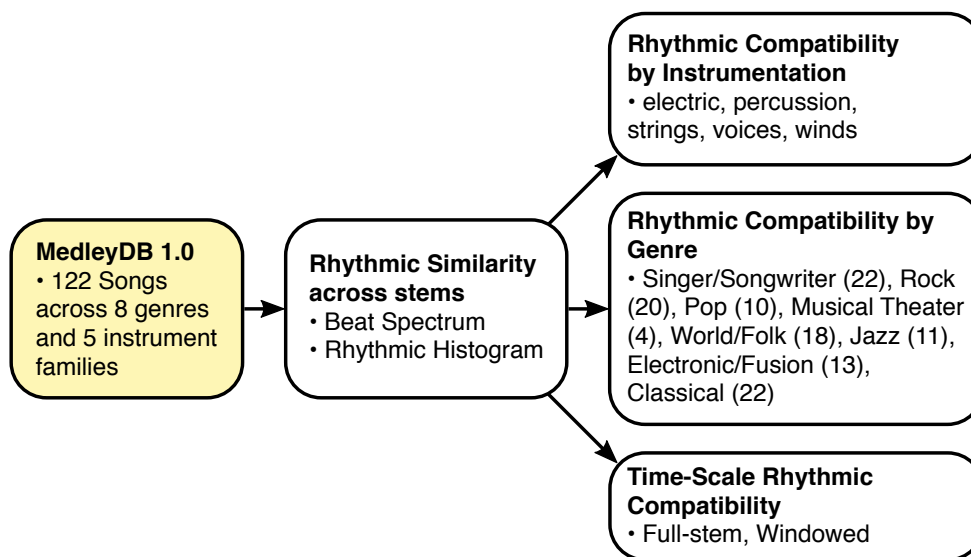 MedleyDB 1.0
• 122 Songs
across 8 genres
and 5 instrument
families
Rhythmic Similarity
across stems
• Beat Spectrum
• Rhythmic Histogram
Rhythmic Compatibility
by Instrumentation
• electric, percussion,
strings, voices, winds
Rhythmic Compatibility by
Genre
• Singer/Songwriter (22), Rock
(20), Pop (10), Musical Theater
(4), World/Folk (18), Jazz (11),
Electronic/Fusion (13),
Classical (22)
Time-Scale Rhythmic
Compatibility
• Full-stem, Windowed